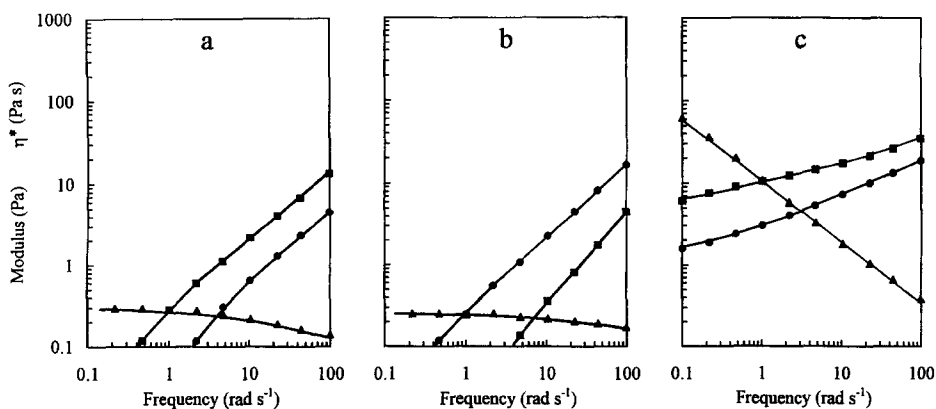 a
b
c
1000
100
10
1
0.1
η* (Pa s)
Modulus (Pa)
0.1 1 10 100
0.1 1 10 100
0.1 1 10 100
Frequency (rad s⁻¹)
Frequency (rad s⁻¹)
Frequency (rad s⁻¹)